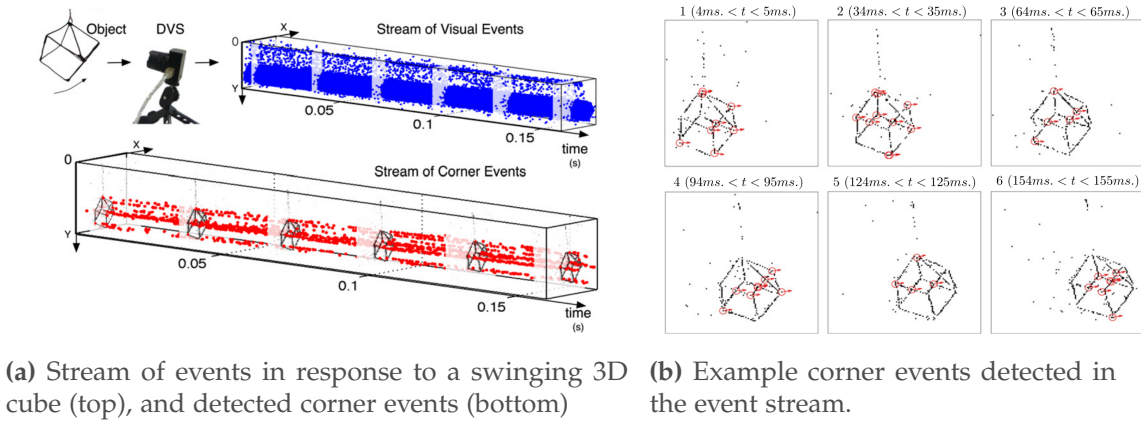 Object
DVS
X
Stream of Visual Events
0
Y
0.05
0.1
0.15
time
(s)
X
0
Stream of Corner Events
Y
0.05
0.1
0.15
time
(s)
1 (4ms. < t < 5ms.)
2 (34ms. < t < 35ms.)
3 (64ms. < t < 65ms.)
4 (94ms. < t < 95ms.)
5 (124ms. < t < 125ms.)
6 (154ms. < t < 155ms.)
(a) Stream of events in response to a swinging 3D
cube (top), and detected corner events (bottom)
(b) Example corner events detected in
the event stream.